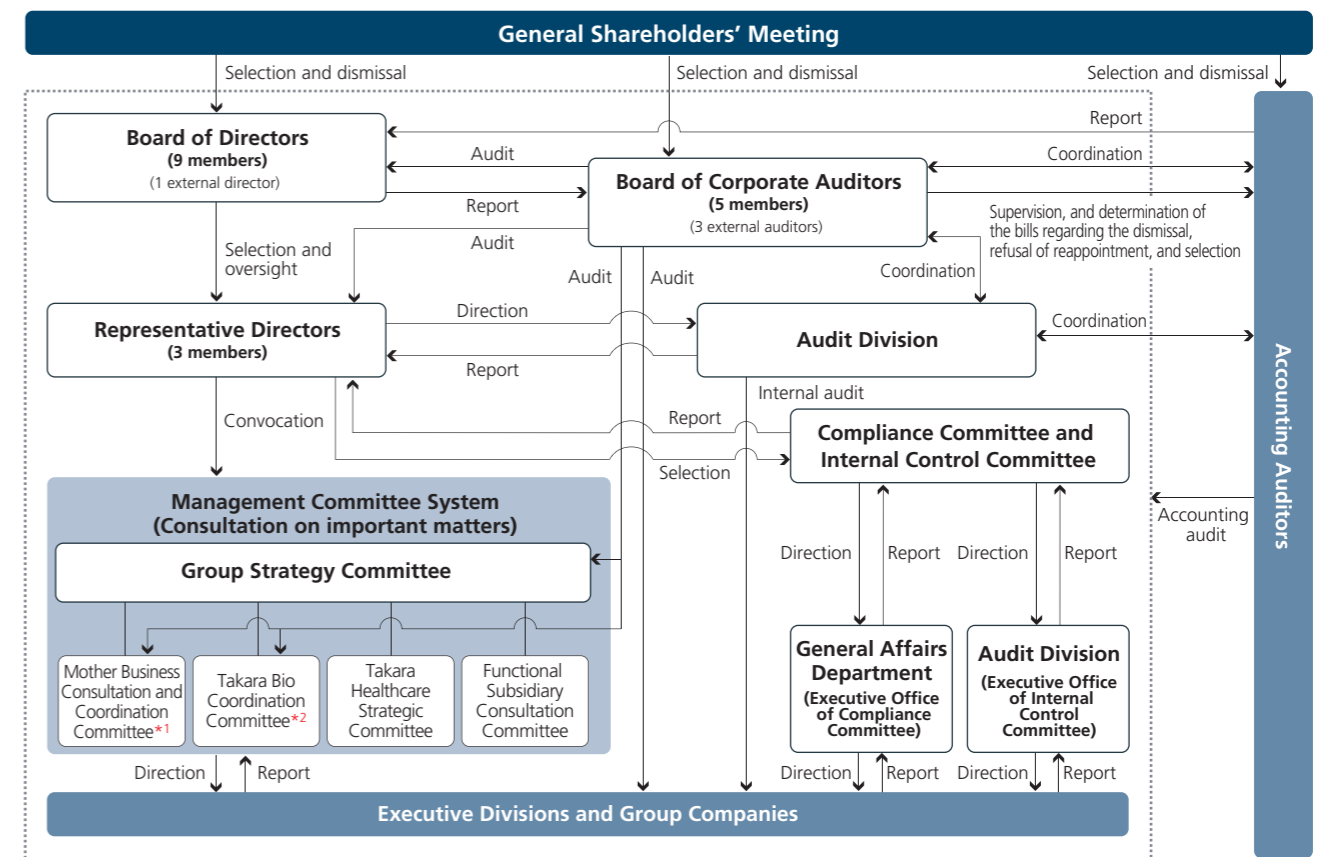 General Shareholders' Meeting
Selection and dismissal
Selection and dismissal
Selection and dismissal
Report
Board of Directors
(9 members)
(1 external director)
Audit
Report
Audit
Board of Corporate Auditors
(5 members)
(3 external auditors)
Coordination
Supervision, and determination of
the bills regarding the dismissal,
refusal of reappointment, and selection
Selection and
oversight
Audit
Audit
Coordination
Representative Directors
(3 members)
Direction
Report
Audit Division
Coordination
Accounting Auditors
Internal audit
Convocation
Report
Selection
Compliance Committee and
Internal Control Committee
Management Committee System
(Consultation on important matters)
Group Strategy Committee
Accounting
audit
Direction
Report
Direction
Report
Mother Business
Consultation and
Coordination
Committee*1
Takara Bio
Coordination
Committee*2
Takara
Healthcare
Strategic
Committee
Functional
Subsidiary
Consultation
Committee
General Affairs
Department
(Executive Office
of Compliance
Committee)
Audit Division
(Executive Office
of Internal
Control
Committee)
Direction
Report
Direction
Report
Direction
Report
Executive Divisions and Group Companies